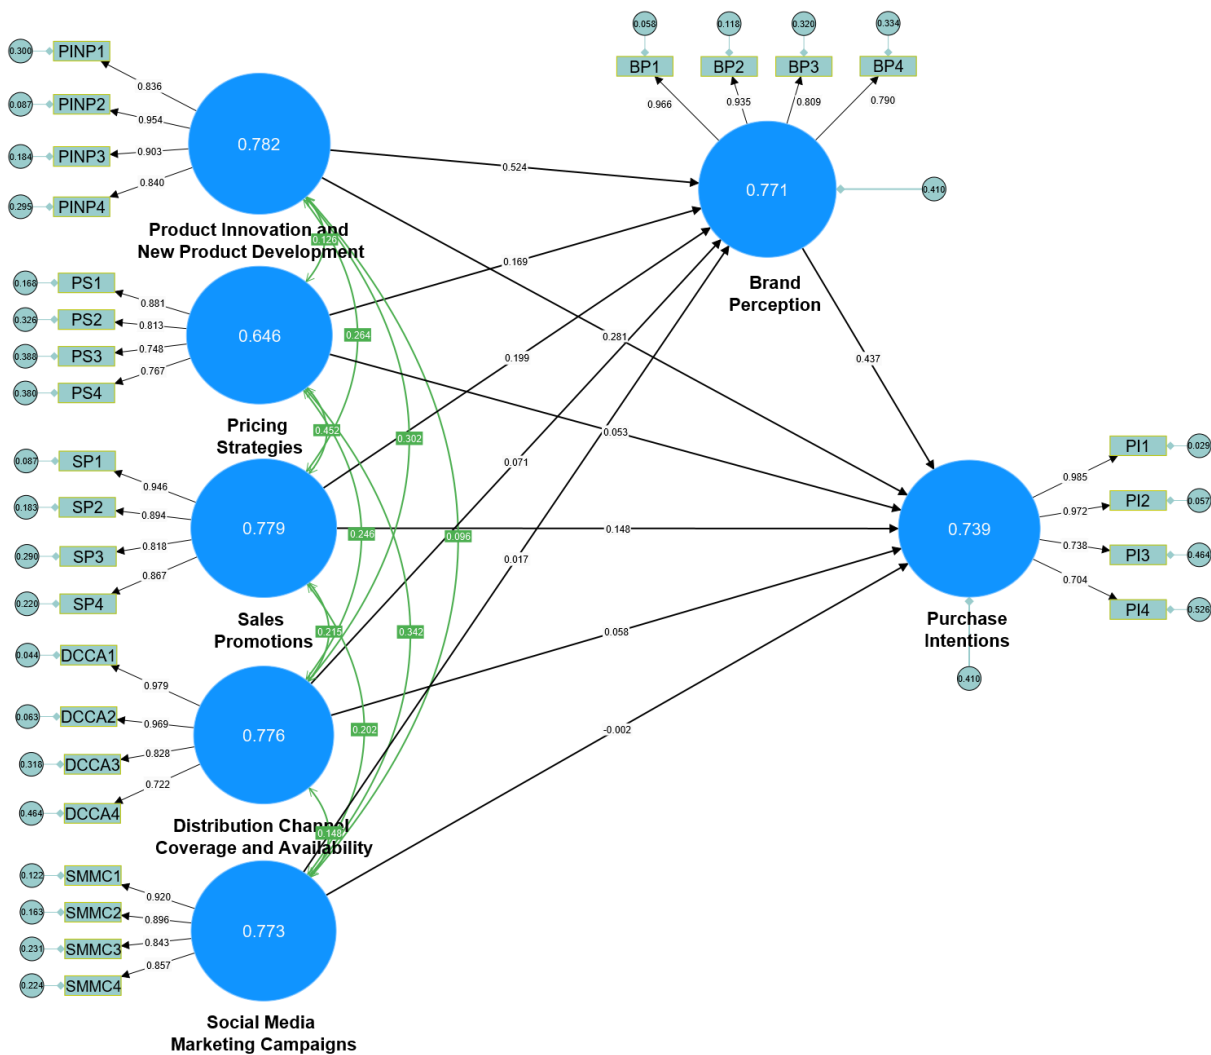 0.300
PINP1
0.836
0.087
PINP2
0.954
0.184
PINP3
0.903
0.295
PINP4
0.840
0.782
Product Innovation and
New Product Development
0.058
0.118
0.320
0.334
BP1
BP2
BP3
BP4
0.966
0.935
0.809
0.790
0.771
0.410
Brand
Perception
0.524
0.126
0.169
0.168
PS1
0.881
0.326
PS2
0.813
0.388
PS3
0.748
0.380
PS4
0.767
0.646
Pricing
Strategies
0.264
0.281
0.199
0.437
0.452
0.302
0.053
0.087
SP1
0.946
0.183
SP2
0.894
0.290
SP3
0.818
0.220
SP4
0.867
0.779
Sales
Promotions
0.071
0.246
0.096
0.148
0.017
PI1
0.029
0.985
PI2
0.057
0.972
PI3
0.464
0.738
PI4
0.526
0.704
0.739
Purchase
Intentions
0.410
0.215
0.342
0.058
0.044
DCCA1
0.979
0.063
DCCA2
0.969
0.318
DCCA3
0.828
0.464
DCCA4
0.722
0.776
Distribution Channel
Coverage and Availability
0.202
-0.002
0.148
0.122
SMMC1
0.920
0.163
SMMC2
0.896
0.231
SMMC3
0.843
0.224
SMMC4
0.857
0.773
Social Media
Marketing Campaigns